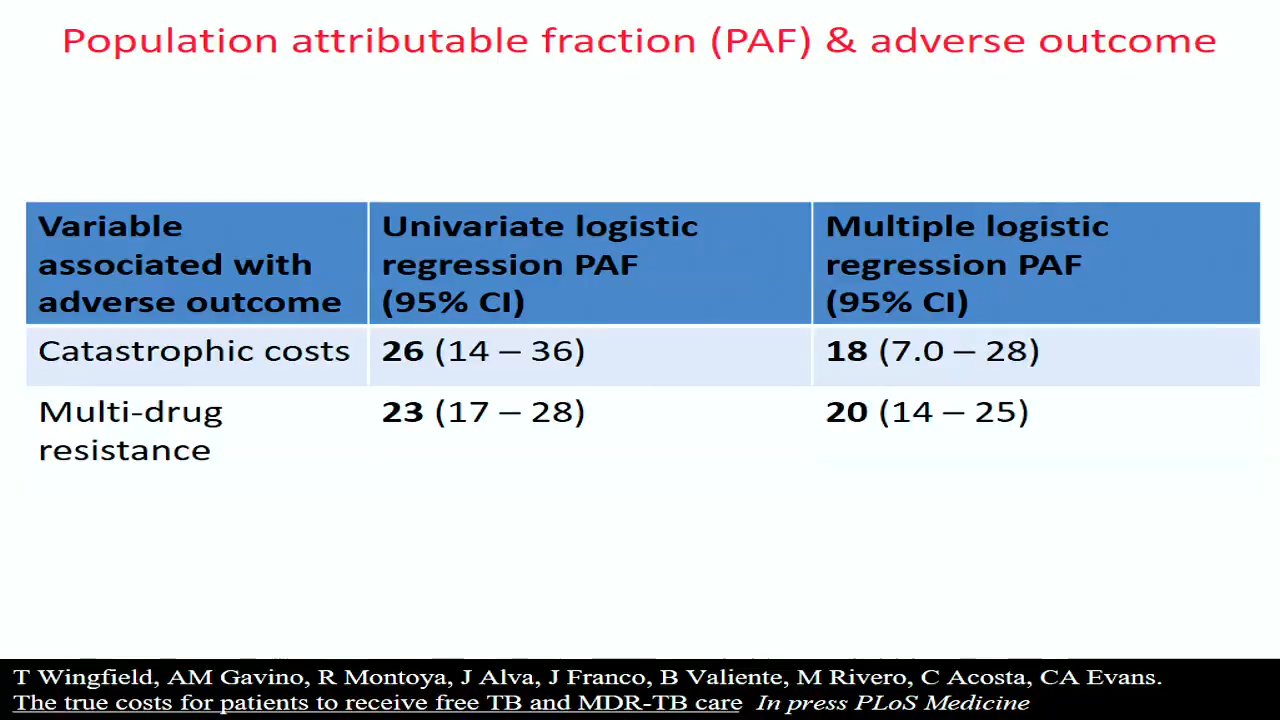 Population attributable fraction (PAF) & adverse outcome
Variable associated with adverse outcome
Univariate logistic regression PAF (95% CI)
Multiple logistic regression PAF (95% CI)
Catastrophic costs
26 (14 – 36)
18 (7.0 – 28)
Multi-drug resistance
23 (17 – 28)
20 (14 – 25)
T Wingfield, AM Gavino, R Montoya, J Alva, J Franco, B Valiente, M Rivero, C Acosta, CA Evans.
The true costs for patients to receive free TB and MDR-TB care In press PLoS Medicine